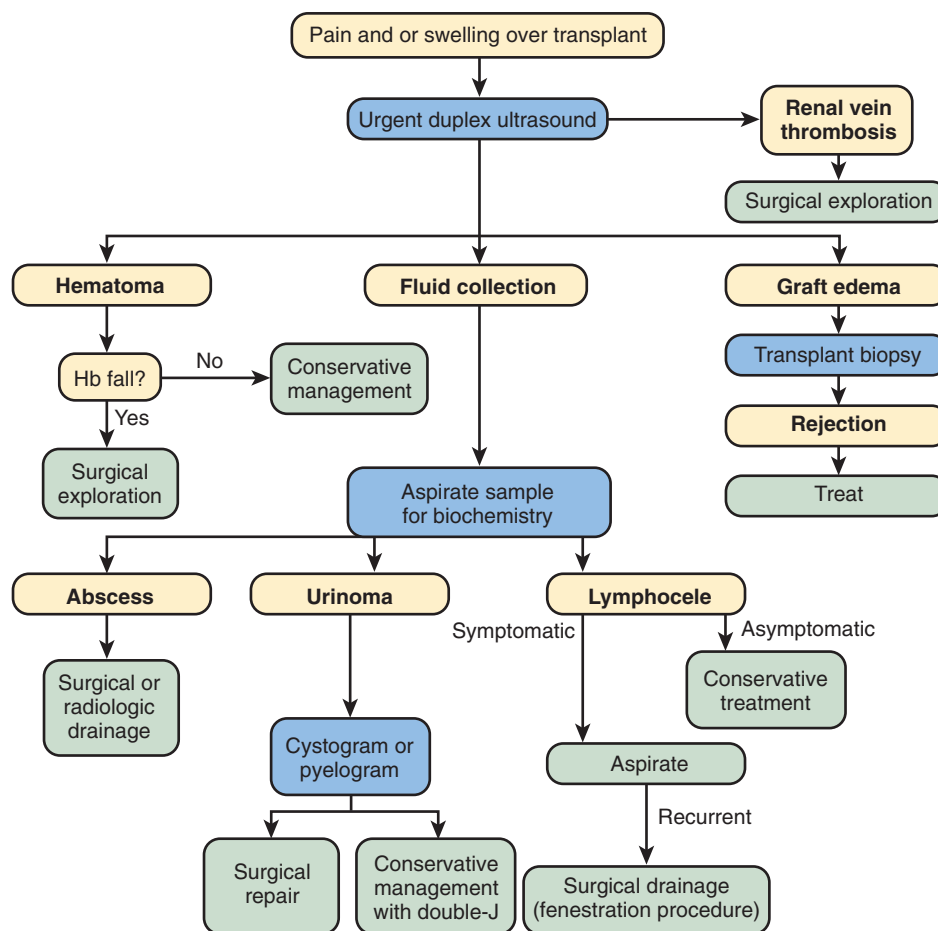 Pain and or swelling over transplant
Urgent duplex ultrasound
Renal vein
thrombosis
Surgical exploration
Hematoma
Fluid collection
Graft edema
Hb fall?
No
Conservative
management
Yes
Surgical
exploration
Transplant biopsy
Rejection
Treat
Aspirate sample
for biochemistry
Abscess
Urinoma
Lymphocele
Symptomatic
Asymptomatic
Surgical or
radiologic
drainage
Cystogram or
pyelogram
Conservative
treatment
Aspirate
Recurrent
Surgical
repair
Conservative
management
with double-J
Surgical drainage
(fenestration procedure)